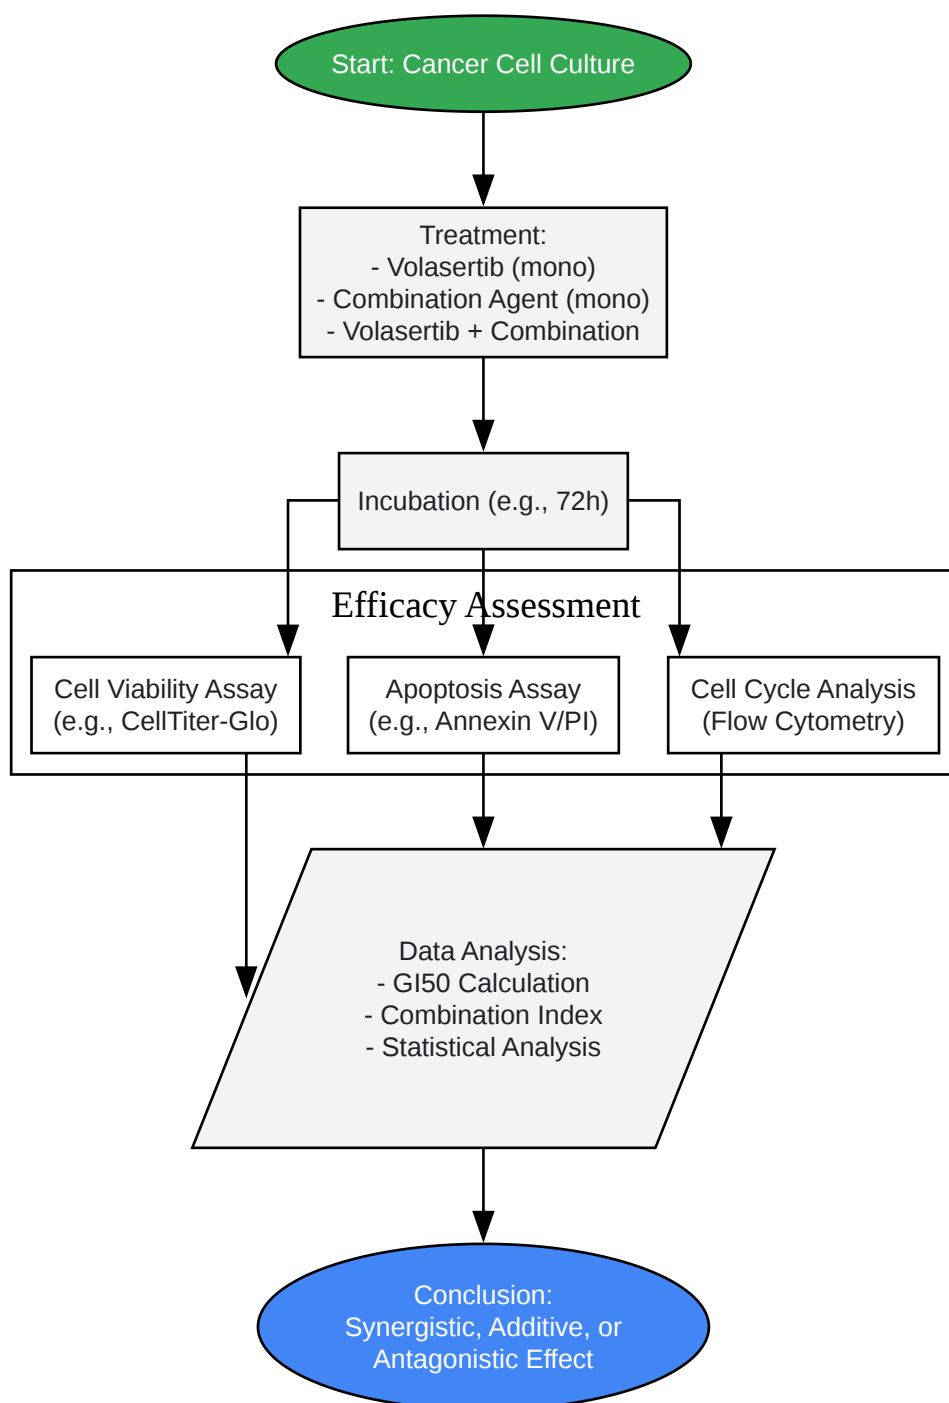 Start: Cancer Cell Culture
Treatment:
- Volasertib (mono)
- Combination Agent (mono)
- Volasertib + Combination
Incubation (e.g., 72h)
Efficacy Assessment
Cell Viability Assay
(e.g., CellTiter-Glo)
Apoptosis Assay
(e.g., Annexin V/PI)
Cell Cycle Analysis
(Flow Cytometry)
Data Analysis:
- GI50 Calculation
- Combination Index
- Statistical Analysis
Conclusion:
Synergistic, Additive, or
Antagonistic Effect